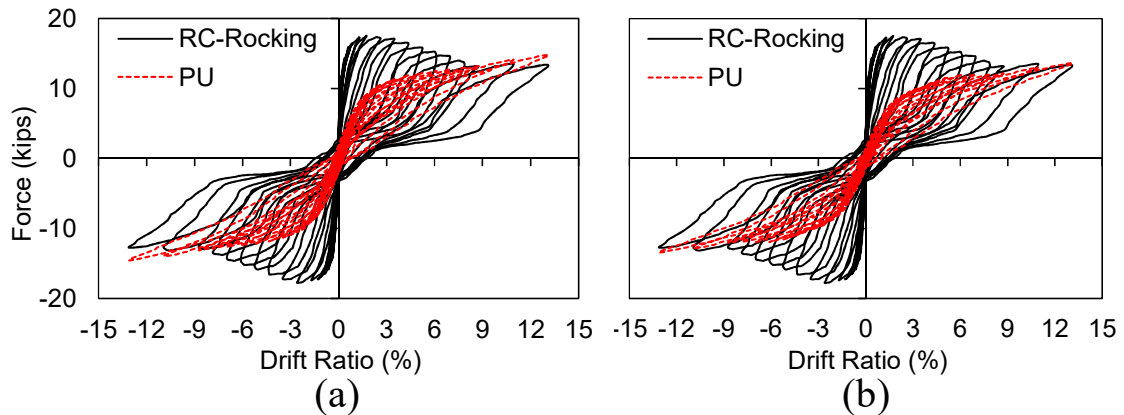 20
10
0
-10
-20
Force (kips)
RC-Rocking
PU
-15 -12 -9 -6 -3 0 3 6 9 12 15
Drift Ratio (%)
(a)
RC-Rocking
PU
-15 -12 -9 -6 -3 0 3 6 9 12 15
Drift Ratio (%)
(b)